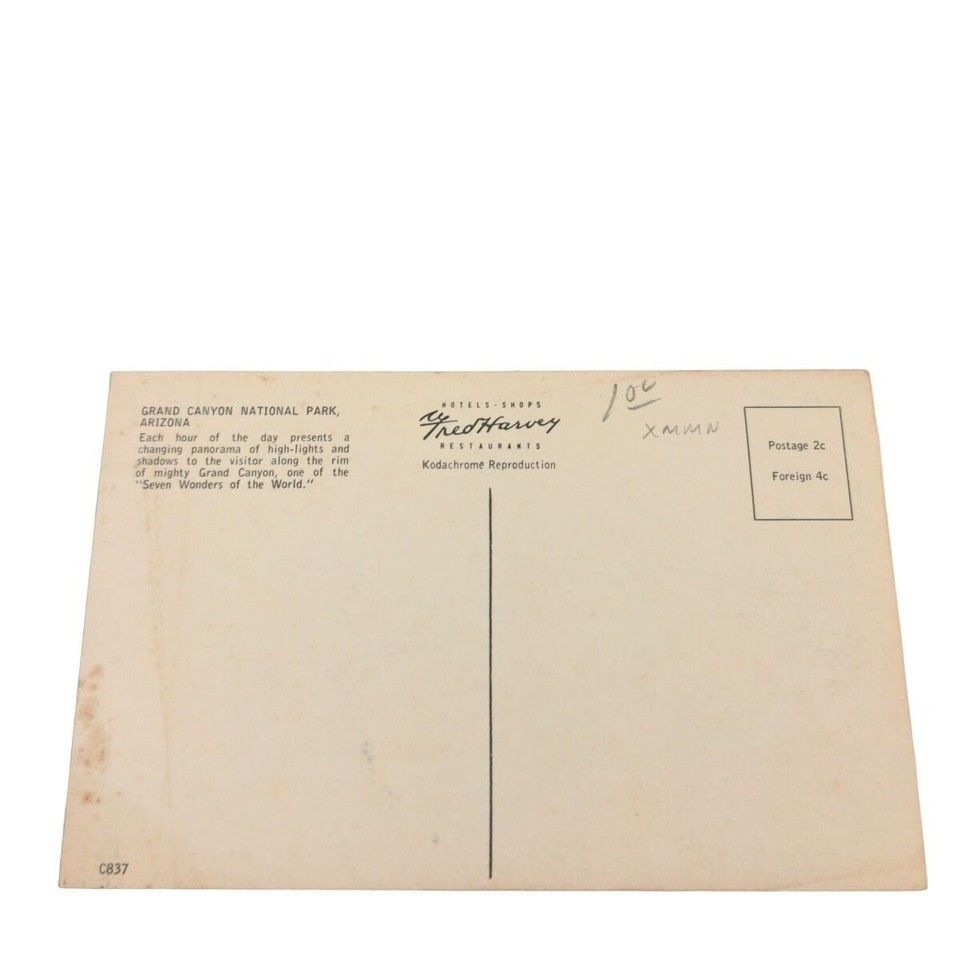 GRAND CANYON NATIONAL PARK,
ARIZONA
Each hour of the day presents a
changing panorama of high-lights and
shadows to the visitor along the rim
of mighty Grand Canyon, one of the
"Seven Wonders of the World."
HOTELS-SHOPS
Fred Harvey
RESTAURANTS
Kodachrome Reproduction
1 00
XMMN
Postage 2c
Foreign 4c
C837